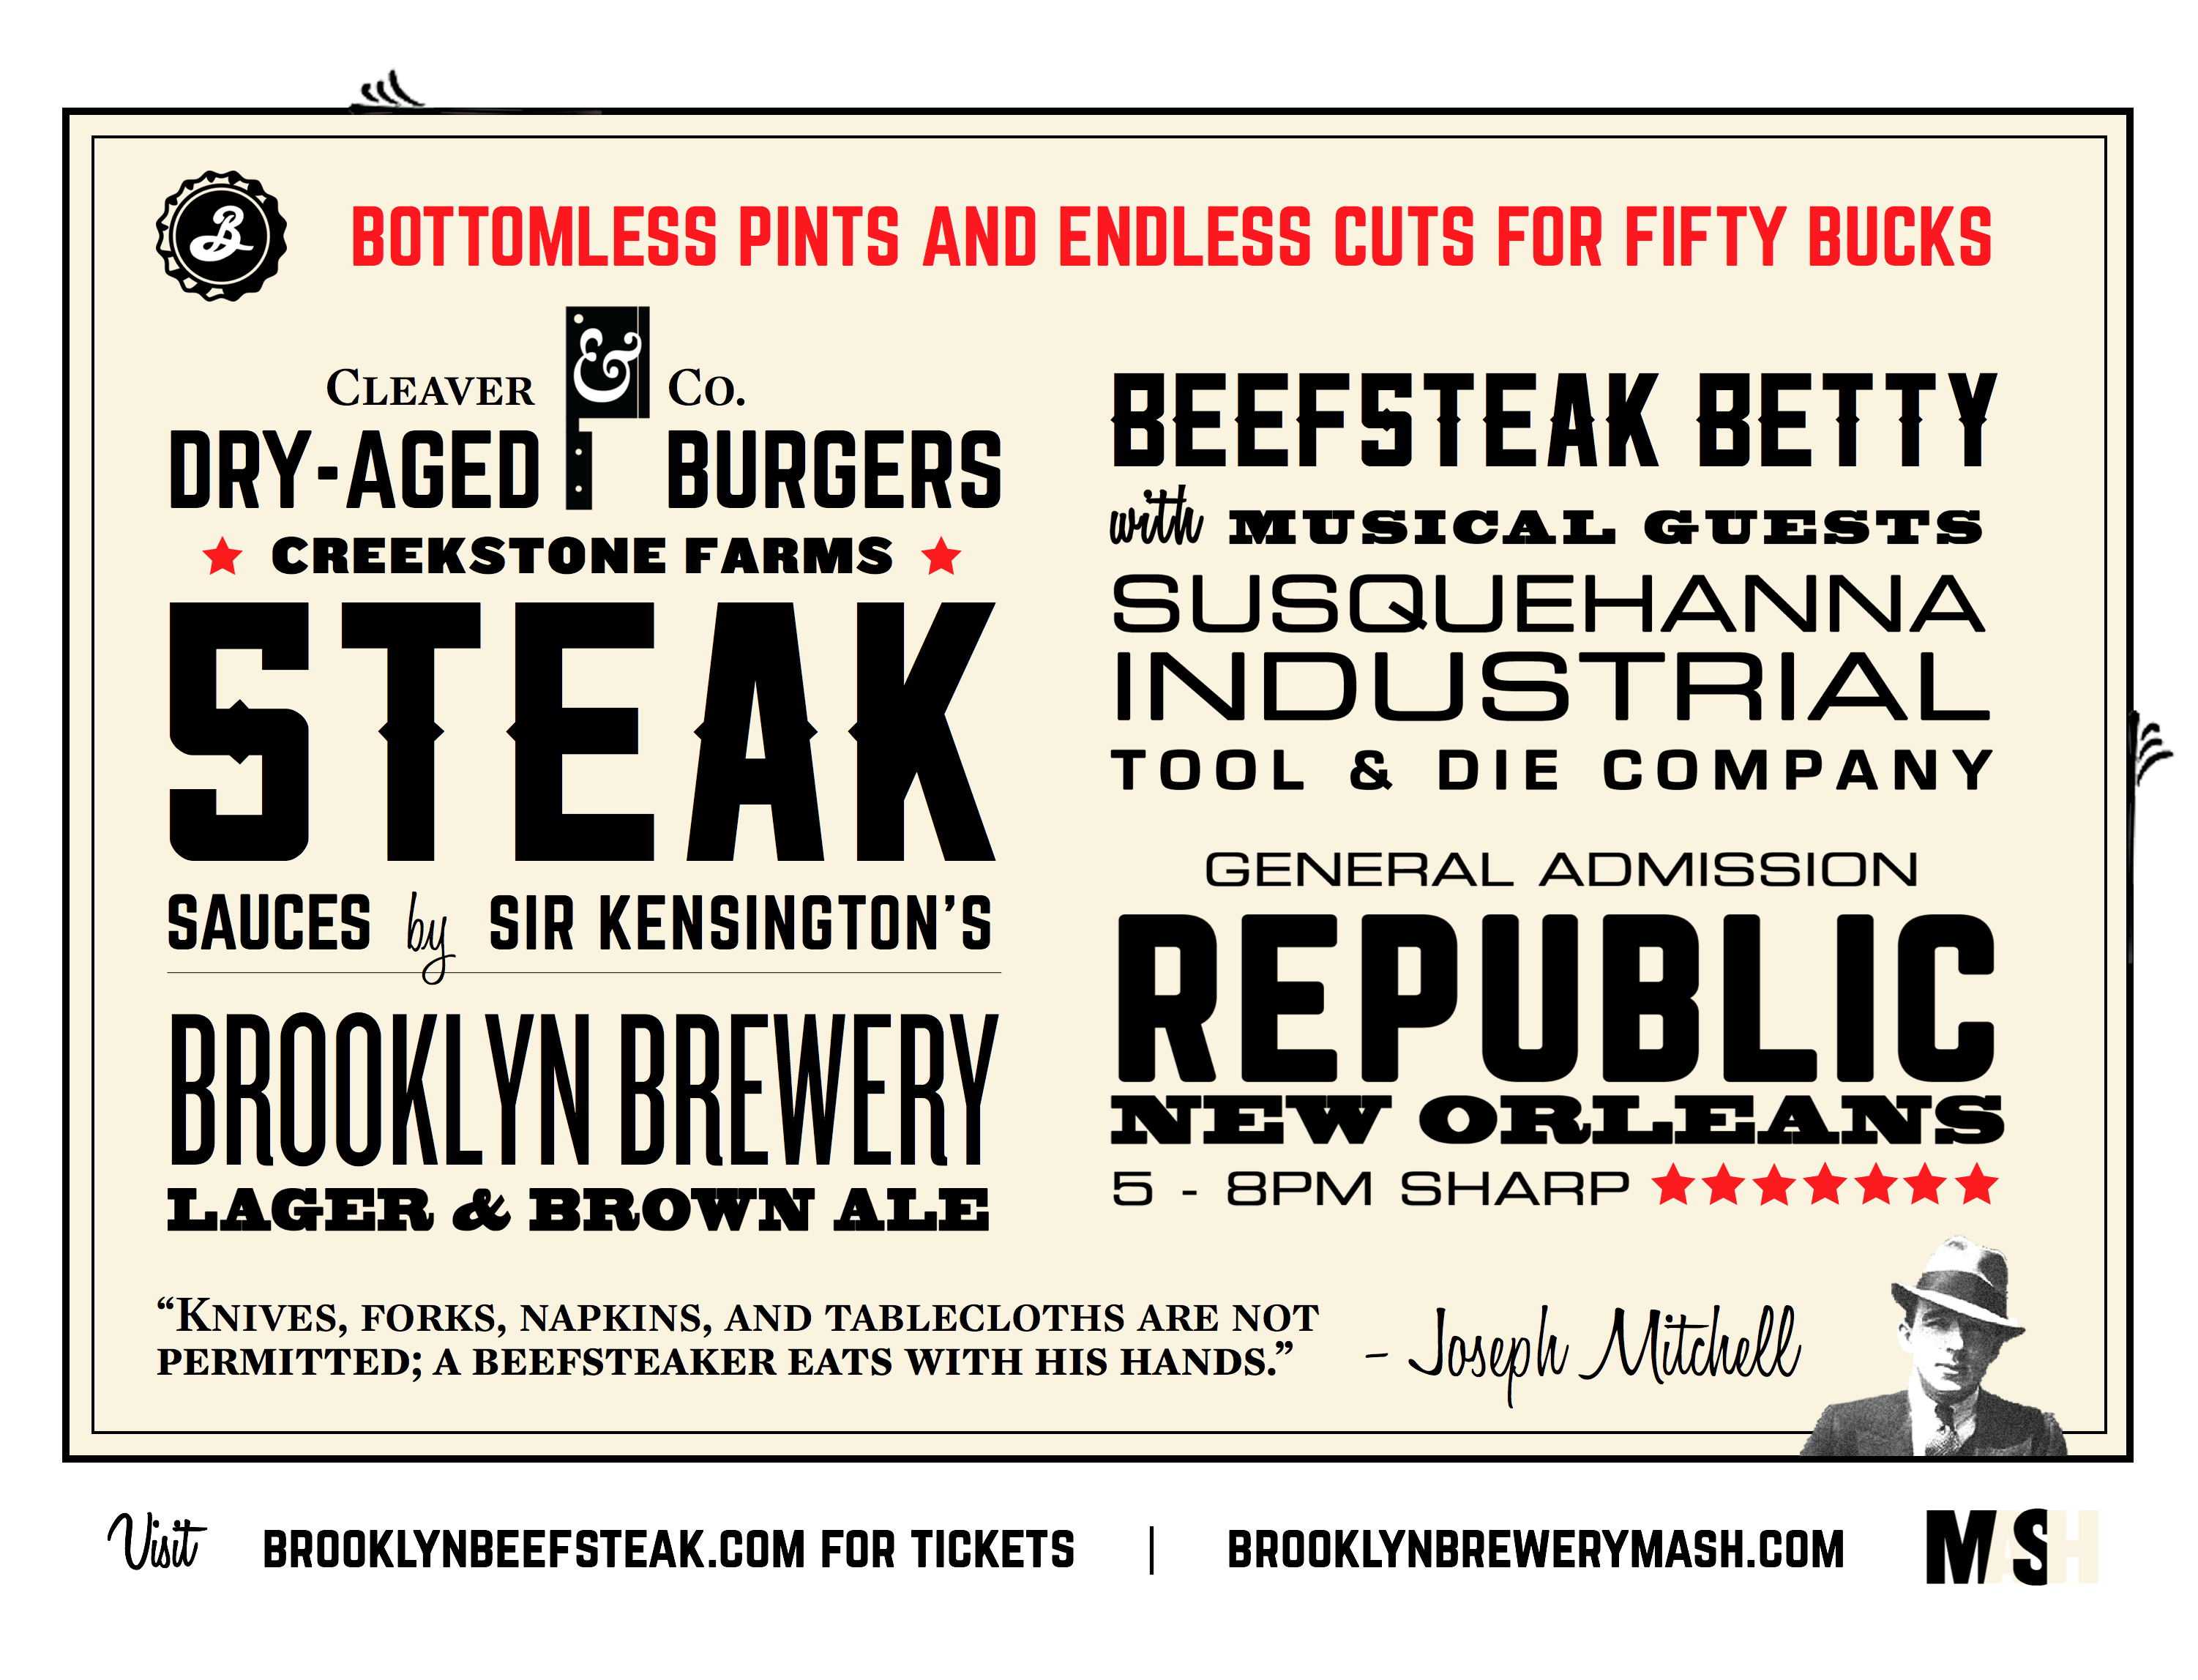 B
BOTTOMLESS PINTS AND ENDLESS CUTS FOR FIFTY BUCKS
CLEAVER & CO.
DRY-AGED BURGERS
CREEKSTONE FARMS
STEAK
SAUCES by SIR KENSINGTON'S
BROOKLYN BREWERY
LAGER & BROWN ALE
BEEFSTEAK BETTY
with MUSICAL GUESTS
SUSQUEHANNA
INDUSTRIAL
TOOL & DIE COMPANY
GENERAL ADMISSION
REPUBLIC
NEW ORLEANS
5 - 8PM SHARP
“KNIVES, FORKS, NAPKINS, AND TABLECLOTHS ARE NOT
PERMITTED; A BEEFSTEAKER EATS WITH HIS HANDS.” – Joseph Mitchell
Visit BROOKLYNBEEFSTEAK.COM FOR TICKETS | BROOKLYNBREWERYMASH.COM
MASH